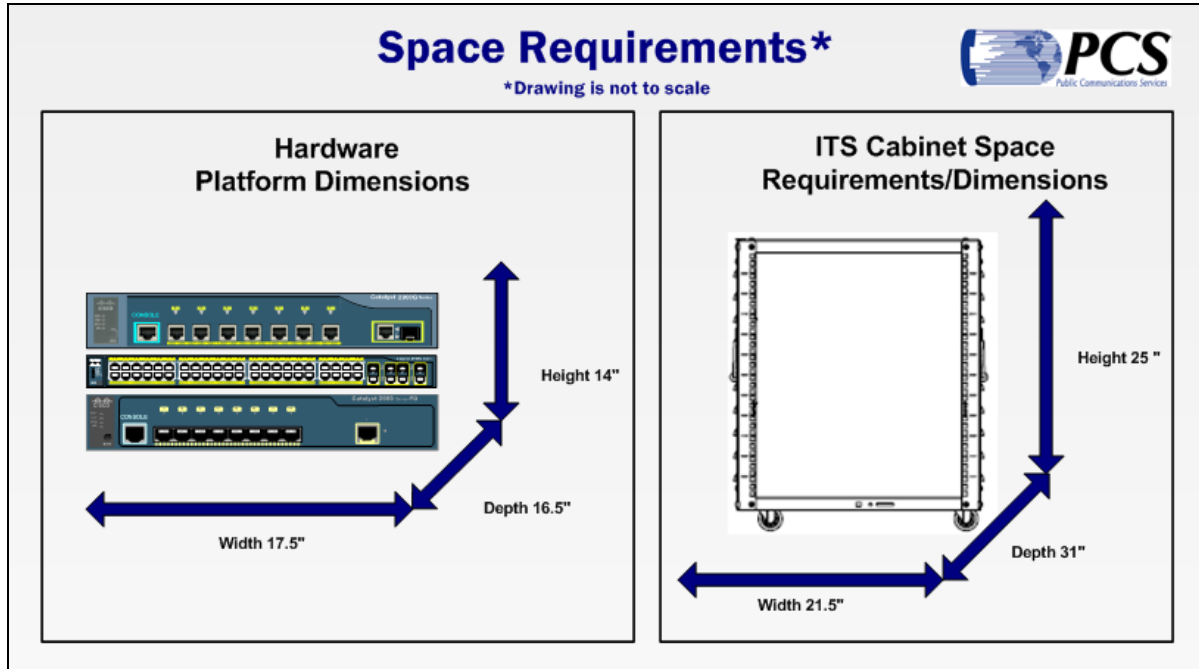 Space Requirements*
*Drawing is not to scale
PCS
Public Communications Services
Hardware
Platform Dimensions
CONSOLE
Height 14"
CONSOLE
Depth 16.5"
Width 17.5"
ITS Cabinet Space
Requirements/Dimensions
Height 25 "
Depth 31"
Width 21.5"